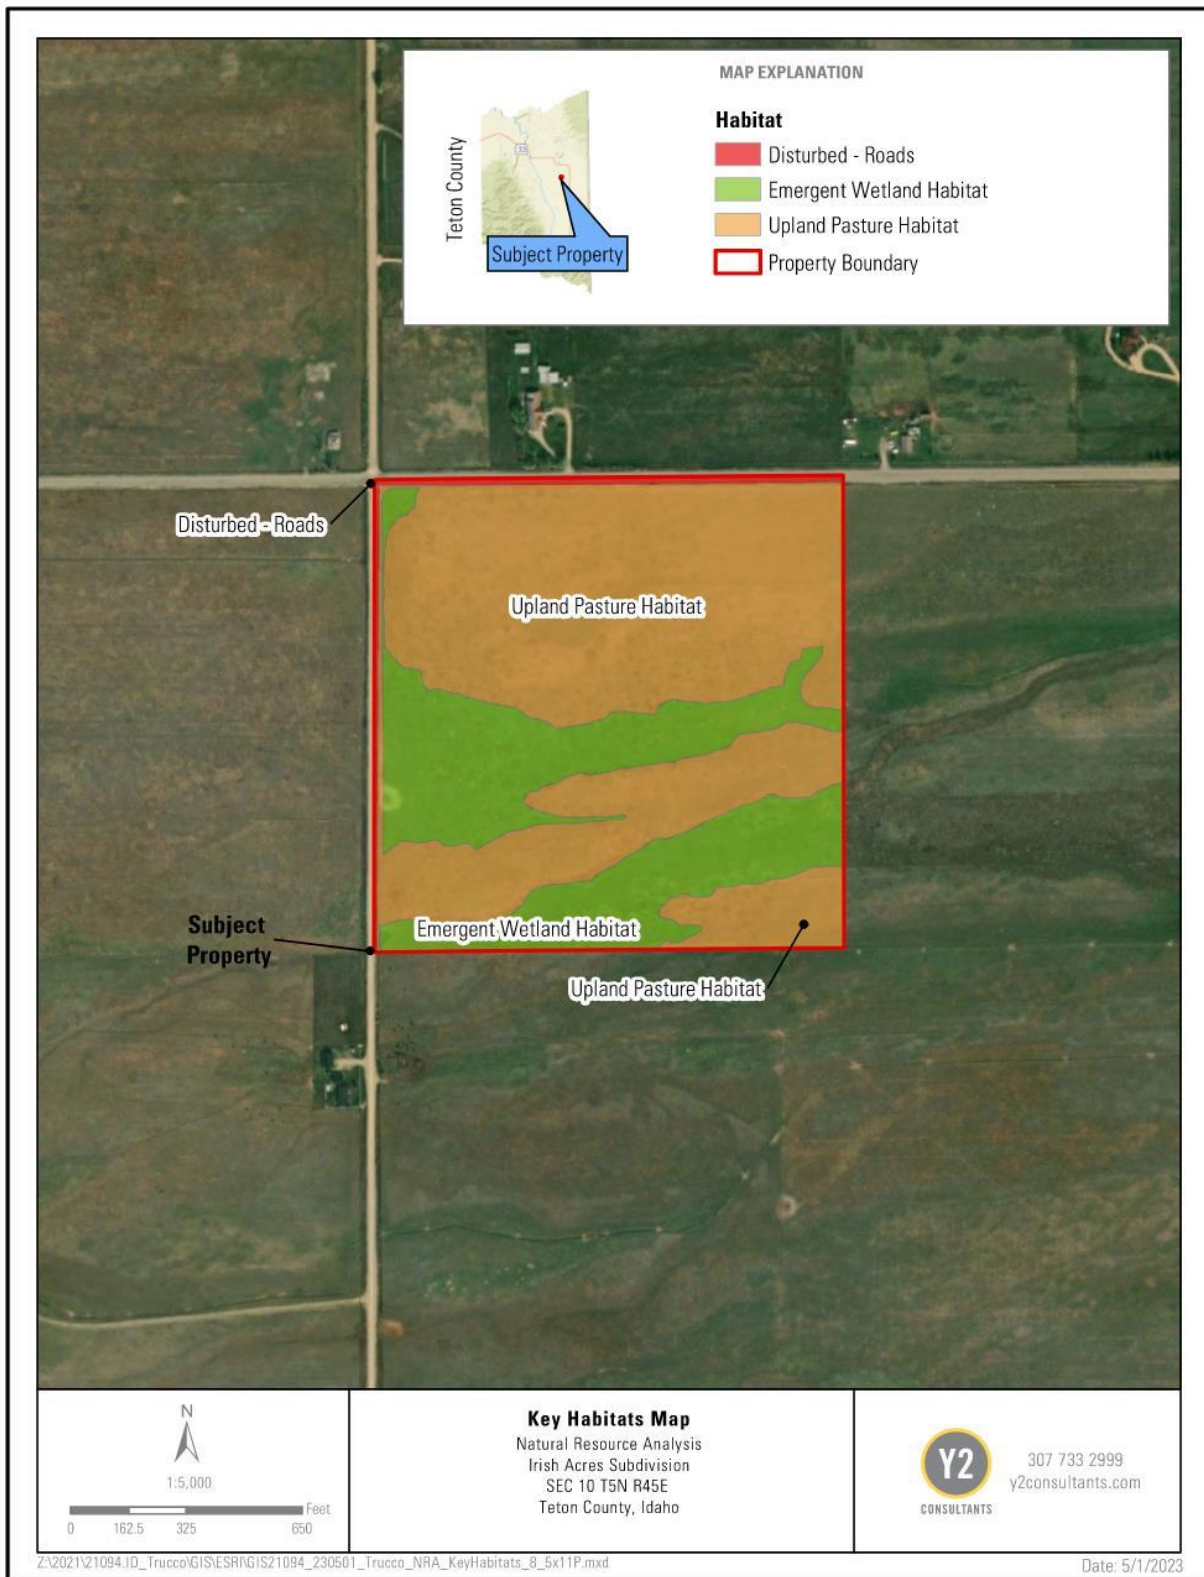 MAP EXPLANATION
Teton County
33
Subject Property
Habitat
Disturbed - Roads
Emergent Wetland Habitat
Upland Pasture Habitat
Property Boundary
Disturbed - Roads
Upland Pasture Habitat
Subject
Property
Emergent Wetland Habitat
Upland Pasture Habitat
N
1:5,000
Feet
0 162.5 325 650
Key Habitats Map
Natural Resource Analysis
Irish Acres Subdivision
SEC 10 T5N R45E
Teton County, Idaho
Y2
CONSULTANTS
307 733 2999
y2consultants.com
Z:\2021\21094.ID_Trucco\GIS\ESRI\GIS21094_230501_Trucco_NRA_KeyHabitats_8_5x11P.mxd
Date: 5/1/2023